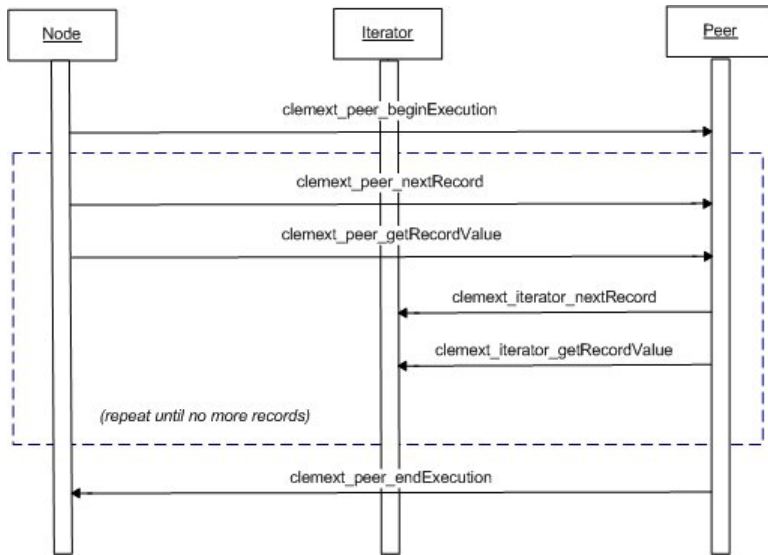 Node
Iterator
Peer
clemext_peer_beginExecution
clemext_peer_nextRecord
clemext_peer_getRecordValue
clemext_iterator_nextRecord
clemext_iterator_getRecordValue
(repeat until no more records)
clemext_peer_endExecution